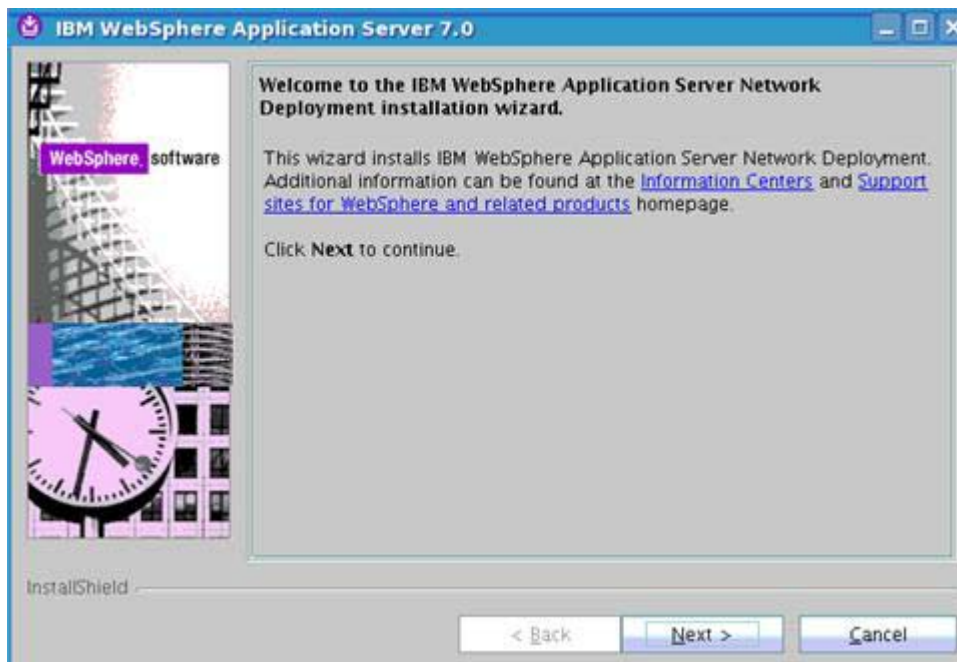 IBM WebSphere Application Server 7.0
WebSphere. software
Welcome to the IBM WebSphere Application Server Network
Deployment installation wizard.
This wizard installs IBM WebSphere Application Server Network Deployment.
Additional information can be found at the Information Centers and Support
sites for WebSphere and related products homepage.
Click Next to continue.
InstallShield
< Back
Next >
Cancel